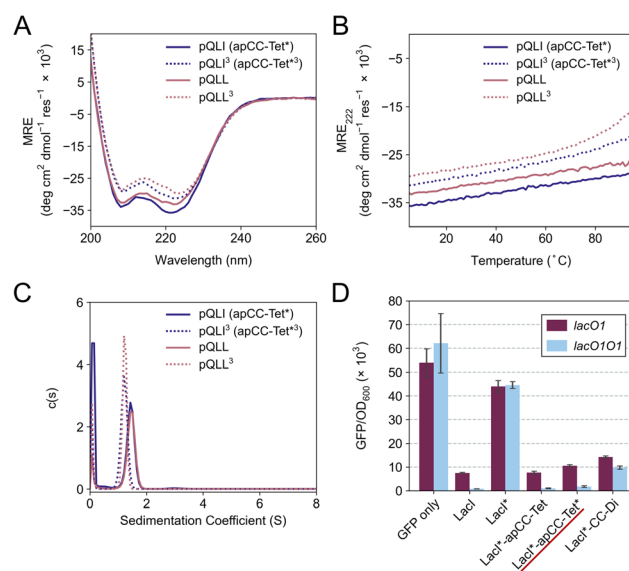 A
15
5
−5
−15
−25
−35
MRE
(deg cm² dmol⁻¹ res⁻¹ × 10³)
pQLI (apCC-Tet*)
pQLI³ (apCC-Tet*³)
pQLL
pQLL³
200
220
240
260
Wavelength (nm)
B
−5
−15
−25
−35
MRE₂₂₂
(deg cm² dmol⁻¹ res⁻¹ × 10³)
pQLI (apCC-Tet*)
pQLI³ (apCC-Tet*³)
pQLL
pQLL³
20
40
60
80
Temperature (˚C)
C
6
4
2
0
c(s)
pQLI (apCC-Tet*)
pQLI³ (apCC-Tet*³)
pQLL
pQLL³
0
2
4
6
8
Sedimentation Coefficient (S)
D
80
70
60
50
40
30
20
10
0
GFP/OD₆₀₀ (× 10³)
lacO1
lacO1O1
GFP only
LacI
LacI*
LacI*-apCC-Tet
LacI*-apCC-Tet*
LacI*-CC-Di